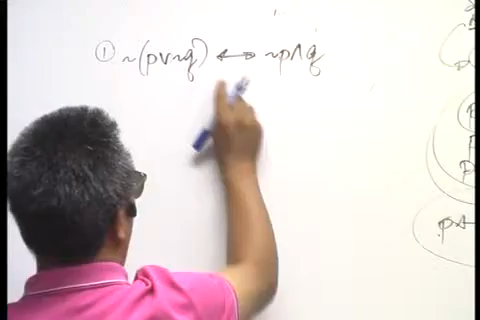 ① ~(p∨~q) ↔ ~p∧q
p∧